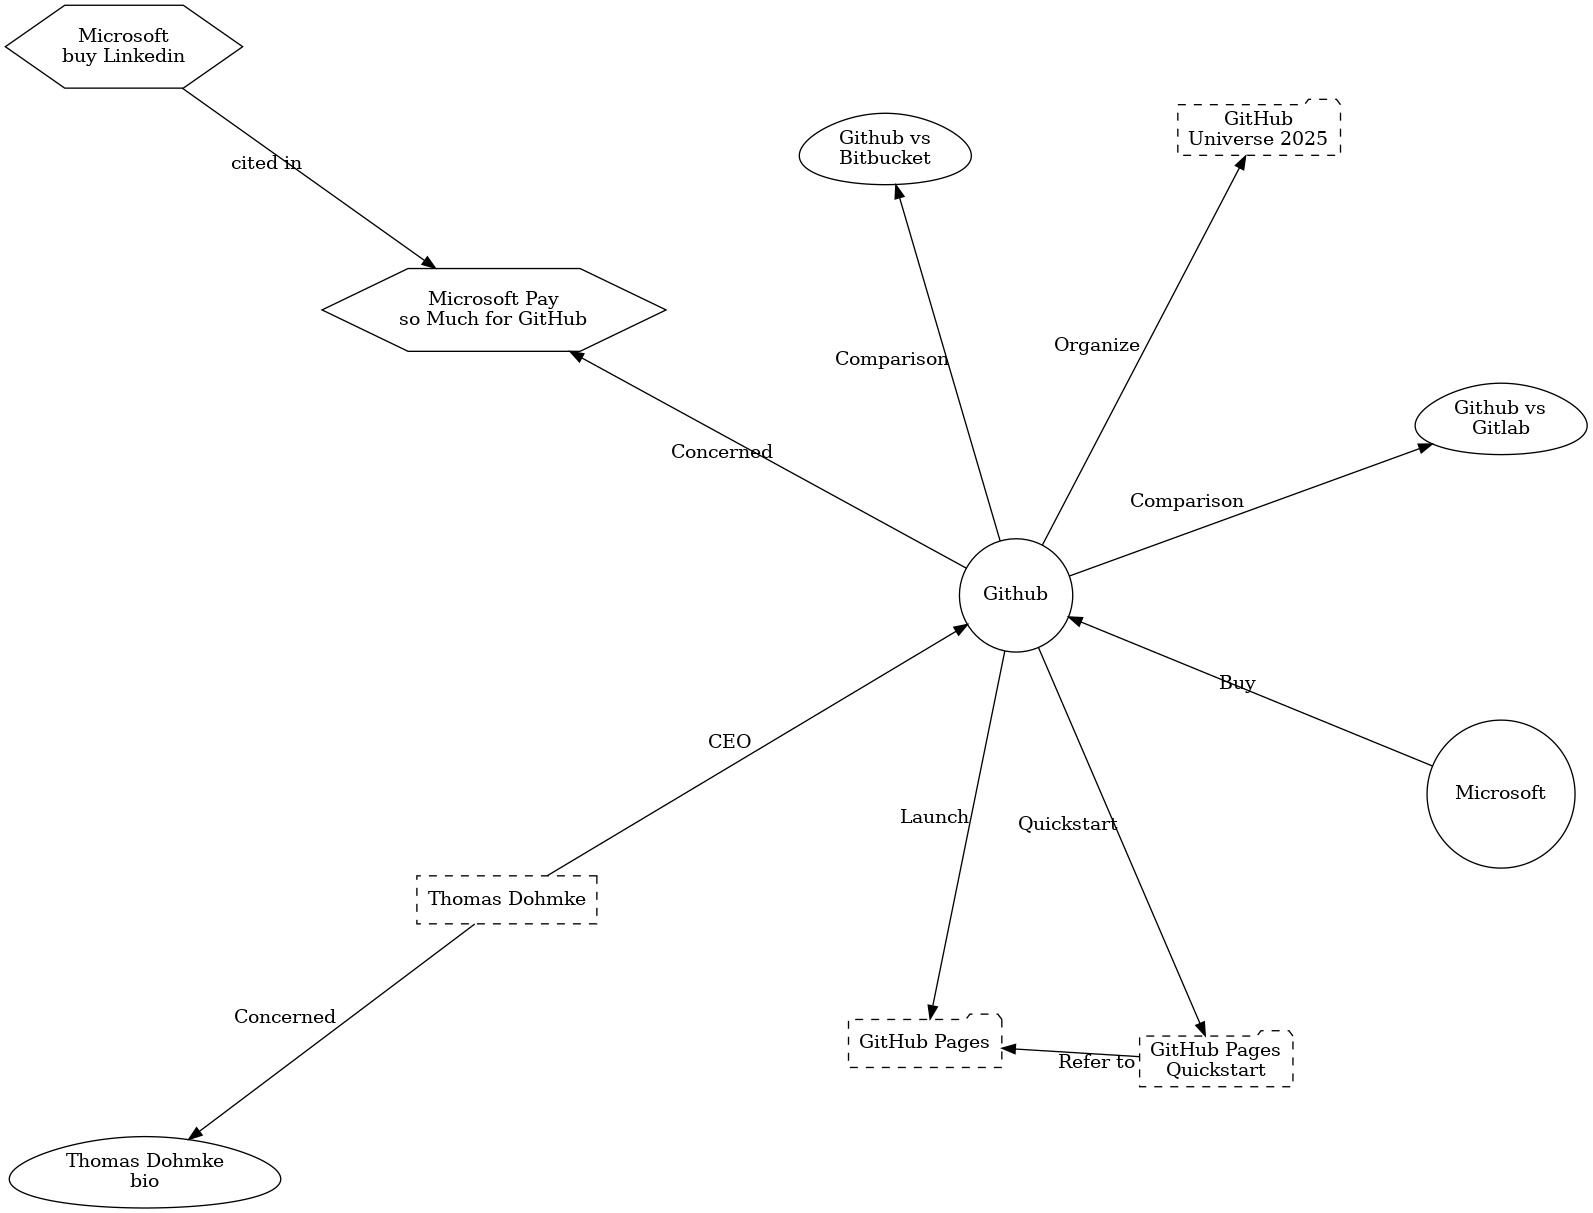 Microsoft
buy Linkedin
GitHub
Universe 2025
Github vs
Bitbucket
cited in
Microsoft Pay
so Much for GitHub
Organize
Comparison
Github vs
Gitlab
Concerned
Comparison
Github
Buy
CEO
Microsoft
Launch
Quickstart
Thomas Dohmke
Concerned
GitHub Pages
Refer to
GitHub Pages
Quickstart
Thomas Dohmke
bio